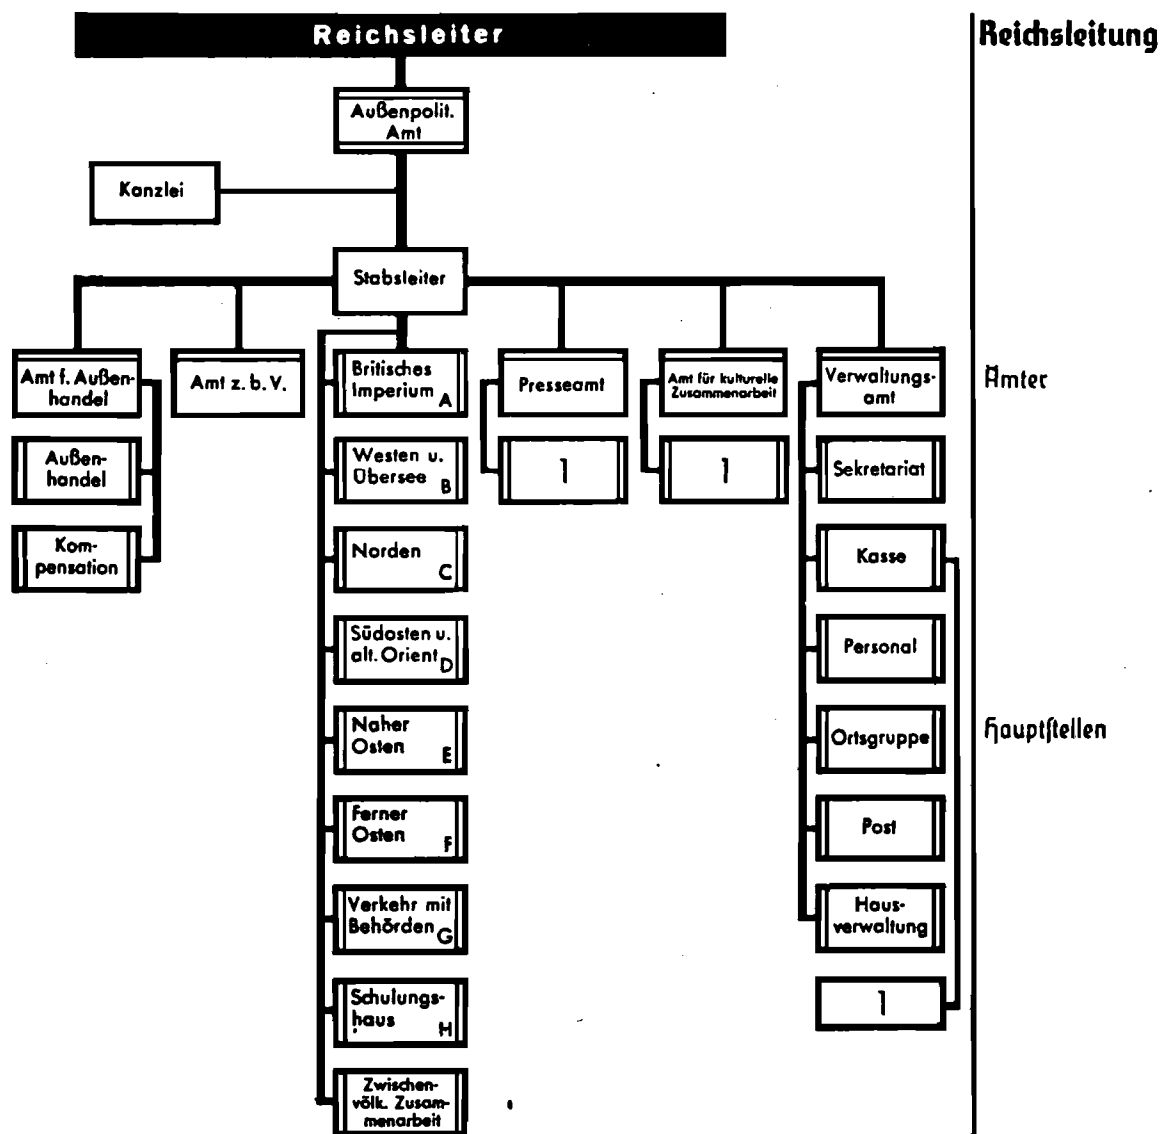 Reichsleiter
Reichsleitung
Außenpolit.
Amt
Kanzlei
Stabsleiter
Amt f. Außen-
handel
Außen-
handel
Kom-
pensation
Amt z. b. V.
Britisches
Imperium A
Westen u.
Übersee B
Norden
C
Südosten u.
alt. Orient D
Naher
Osten E
Ferner
Osten F
Verkehr mit
Behörden G
Schulungs-
haus H
Zwischen-
völk. Zusam-
menarbeit
Presseamt
1
Amt für kulturelle
Zusammenarbeit
1
Verwaltungs-
amt
Sekretariat
Kasse
Personal
Ortsgruppe
Post
Haus-
verwaltung
1
Ämter
Hauptstellen